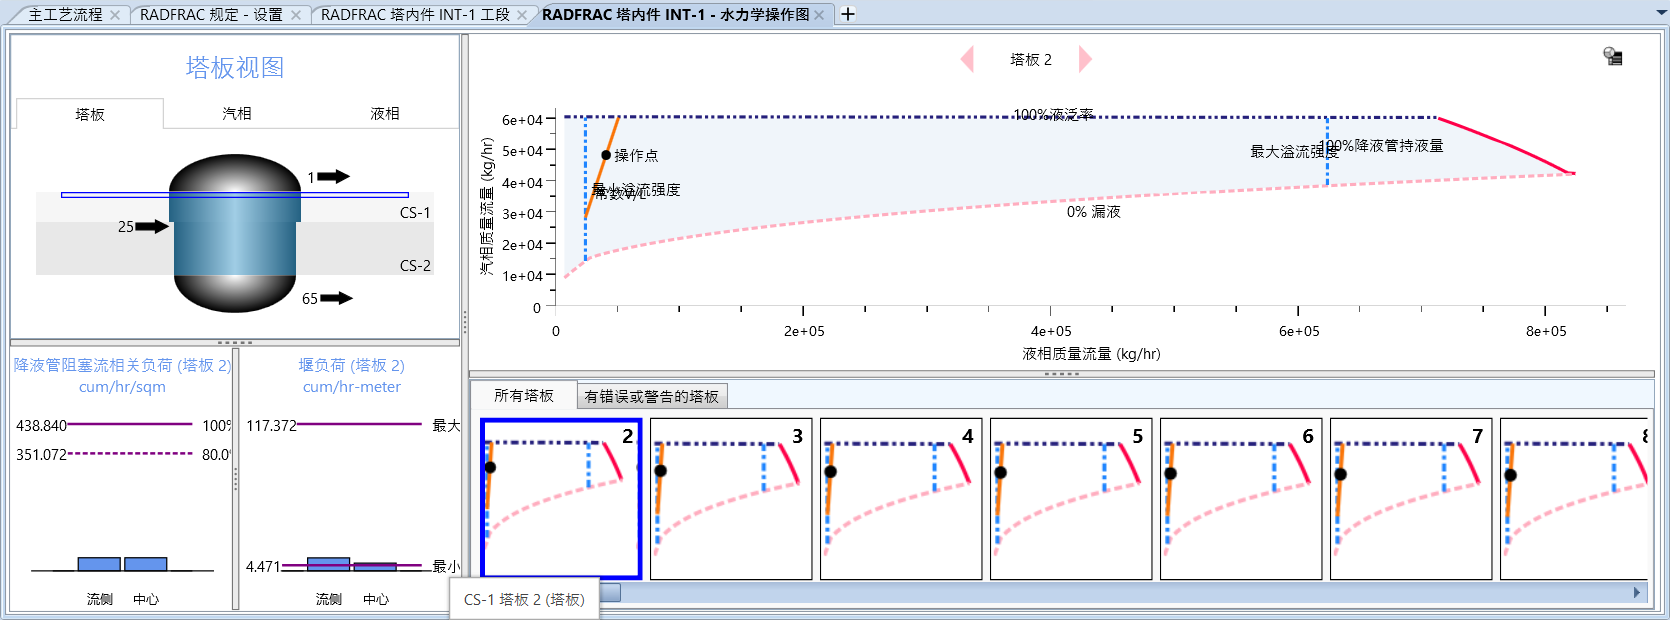 主工艺流程
RADFRAC 规定 - 设置
RADFRAC 塔内件 INT-1 工段
RADFRAC 塔内件 INT-1 - 水力学操作图
塔板视图
塔板
汽相
液相
1
CS-1
25
CS-2
65
降液管阻塞流相关负荷 (塔板 2)
cum/hr/sqm
438.840
100%
351.072
80.0%
流侧
中心
堰负荷 (塔板 2)
cum/hr-meter
117.372
最大
4.471
最小
流侧
中心
塔板 2
汽相质量流量 (kg/hr)
6e+04
5e+04
4e+04
3e+04
2e+04
1e+04
0
100%液泛率
操作点
最小溢流强度
常数V/L
最大溢流强度
100%降液管持液量
0% 漏液
0
2e+05
4e+05
6e+05
8e+05
液相质量流量 (kg/hr)
所有塔板
有错误或警告的塔板
2
3
4
5
6
7
8
CS-1 塔板 2 (塔板)